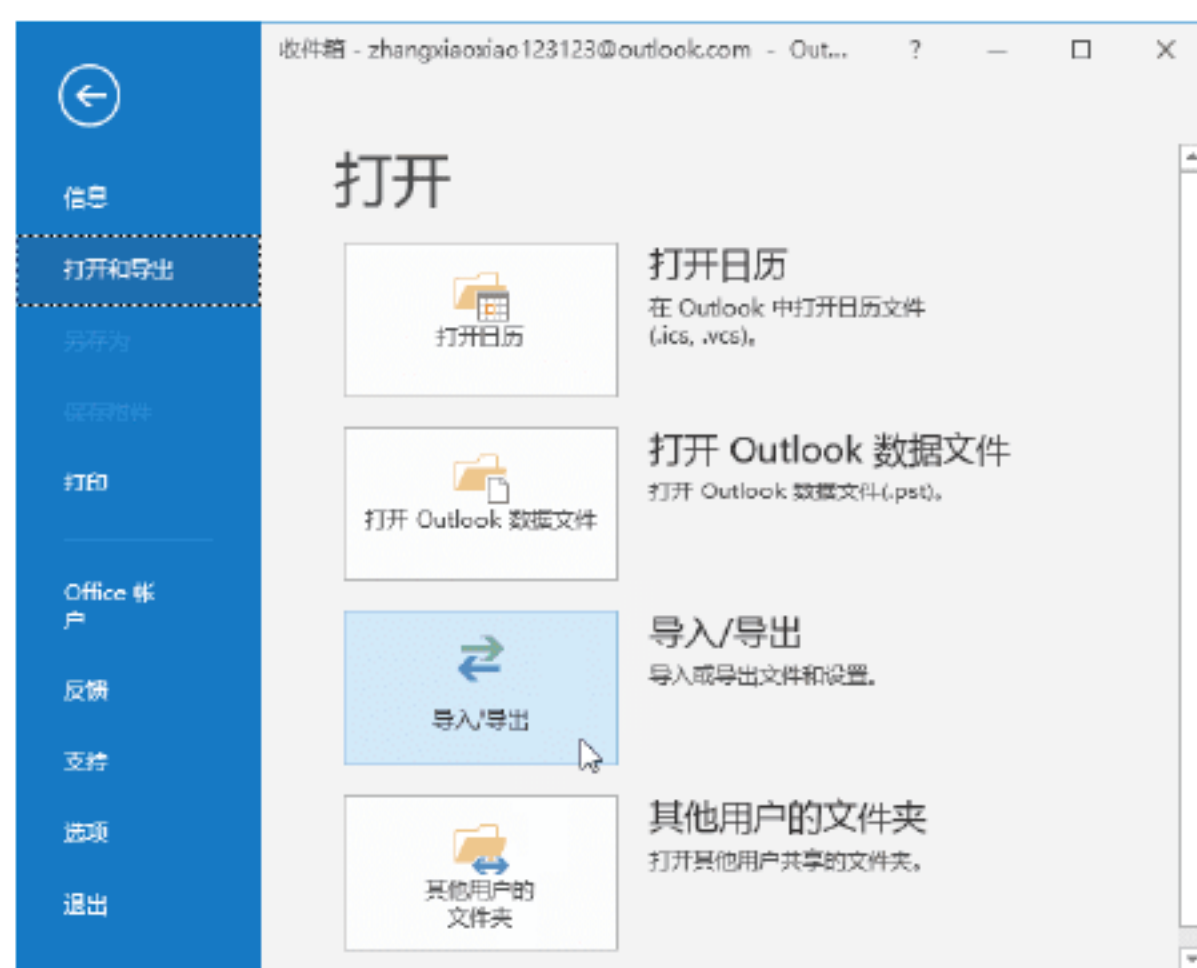 收件箱 - zhangxiaoxiao123123@outlook.com - Out... ?
信息
打开和导出
另存为
保存附件
打印
Office 帐
户
反馈
支持
选项
退出
打开
打开日历
打开日历
在 Outlook 中打开日历文件
(.ics, .vcs)。
打开 Outlook 数据文件
打开 Outlook 数据文件
打开 Outlook 数据文件(.pst)。
导入/导出
导入/导出
导入或导出文件和设置。
其他用户的
文件夹
其他用户的文件夹
打开其他用户共享的文件夹。